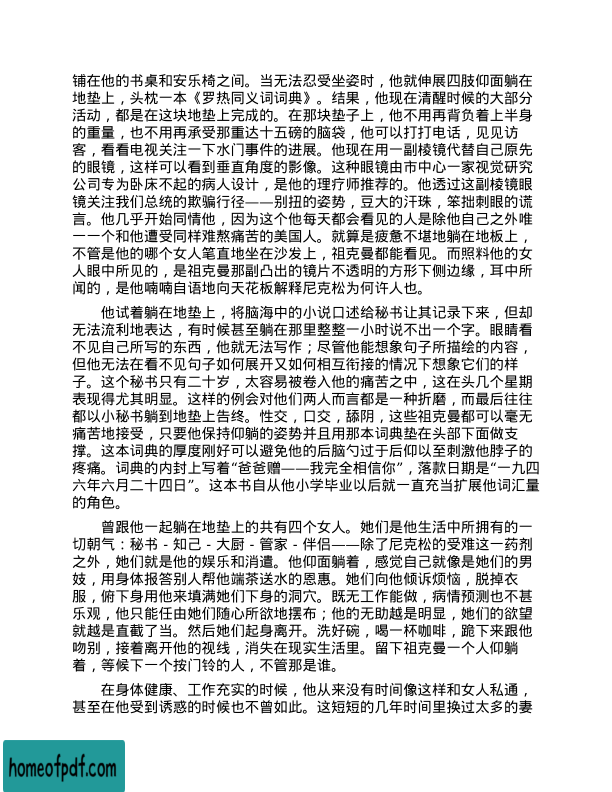 铺在他的书桌和安乐椅之间。当无法忍受坐姿时，他就伸展四肢仰面躺在
地垫上，头枕一本《罗热同义词词典》。结果，他现在清醒时候的大部分
活动，都是在这块地垫上完成的。在那块垫子上，他不用再背负着上半身
的重量，也不用再承受那重达十五磅的脑袋，他可以打打电话，见见访
客，看看电视关注一下水门事件的进展。他现在用一副棱镜代替自己原先
的眼镜，这样可以看到垂直角度的影像。这种眼镜由市中心一家视觉研究
公司专为卧床不起的病人设计，是他的理疗师推荐的。他透过这副棱镜眼
镜关注我们总统的欺骗行径——别扭的姿势，豆大的汗珠，笨拙刺眼的谎
言。他几乎开始同情他，因为这个他每天都会看见的人是除他自己之外唯
一一个和他遭受同样难熬痛苦的美国人。就算是疲惫不堪地躺在地板上，
不管是他的哪个女人笔直地坐在沙发上，祖克曼都能看见。而照料他的女
人眼中所见的，是祖克曼那副凸出的镜片不透明的方形下侧边缘，耳中所
闻的，是他喃喃自语地向天花板解释尼克松为何许人也。
他试着躺在地垫上，将脑海中的小说口述给秘书让其记录下来，但却
无法流利地表达，有时候甚至躺在那里整整一小时说不出一个字。眼睛看
不见自己所写的东西，他就无法写作；尽管他能想象句子所描绘的内容，
但他无法在看不见句子如何展开又如何相互衔接的情况下想象它们的样
子。这个秘书只有二十岁，太容易被卷入他的痛苦之中，这在头几个星期
表现得尤其明显。这样的例会对他们两人而言都是一种折磨，而最后往往
都以小秘书躺到地垫上告终。性交，口交，舔阴，这些祖克曼都可以毫无
痛苦地接受，只要他保持仰躺的姿势并且用那本词典垫在头部下面做支
撑。这本词典的厚度刚好可以避免他的后脑勺过于后仰以至刺激他脖子的
疼痛。词典的内封上写着“爸爸赠——我完全相信你”，落款日期是“一九四
六年六月二十四日”。这本书自从他小学毕业以后就一直充当扩展他词汇量
的角色。
曾跟他一起躺在地垫上的共有四个女人。她们是他生活中所拥有的一
切朝气：秘书 - 知己 - 大厨 - 管家 - 伴侣——除了尼克松的受难这一药剂
之外，她们就是他的娱乐和消遣。他仰面躺着，感觉自己就像是她们的男
妓，用身体报答别人帮他端茶送水的恩惠。她们向他倾诉烦恼，脱掉衣
服，俯下身用他来填满她们下身的洞穴。既无工作能做，病情预测也不甚
乐观，他只能任由她们随心所欲地摆布；他的无助越是明显，她们的欲望
就越是直截了当。然后她们起身离开。洗好碗，喝一杯咖啡，跪下来跟他
吻别，接着离开他的视线，消失在现实生活里。留下祖克曼一个人仰躺
着，等候下一个按门铃的人，不管那是谁。
在身体健康、工作充实的时候，他从来没有时间像这样和女人私通，
甚至在他受到诱惑的时候也不曾如此。这短短的几年时间里换过太多的妻
homeofpdf.com